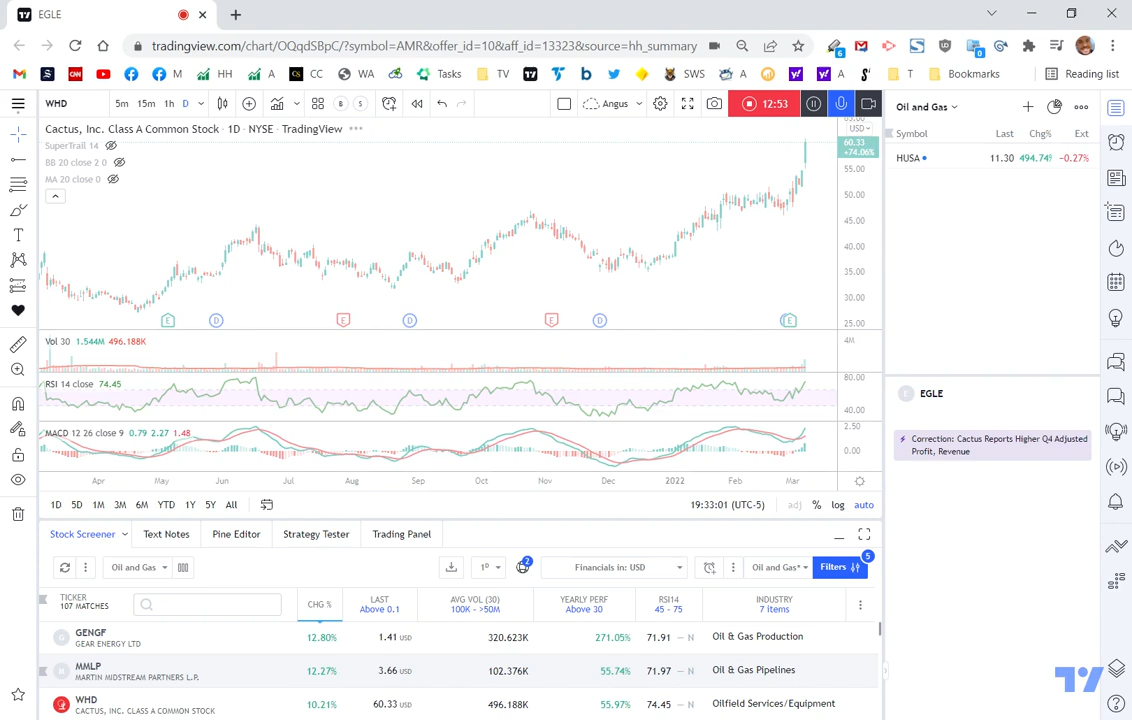 EGLE
tradingview.com/chart/OQqdSBpC/?symbol=AMR&offer_id=10&aff_id=13323&source=hh_summary
6
0
CNN
M
HH
A
CC
WA
Tasks
TV
SWS
A
A
T
Bookmarks
Reading list
WHD
5m 15m 1h D
B
S
Angus
12:53
Oil and Gas
Cactus, Inc. Class A Common Stock · 1D · NYSE · TradingView
SuperTrail 14
BB 20 close 2 0
MA 20 close 0
65.00
USD
60.33
+74.06%
55.00
50.00
45.00
40.00
35.00
30.00
25.00
E D E D E D E
Symbol Last Chg% Ext
HUSA 11.30 494.74% -0.27%
Vol 30 1.544M 496.188K
4M
RSI 14 close 74.45
80.00
40.00
MACD 12 26 close 9 0.79 2.27 1.48
2.50
0.00
Apr May Jun Jul Aug Sep Oct Nov Dec 2022 Feb Mar
E EGLE
Correction: Cactus Reports Higher Q4 Adjusted
Profit, Revenue
1D 5D 1M 3M 6M YTD 1Y 5Y All
19:33:01 (UTC-5)
adj % log auto
Stock Screener Text Notes Pine Editor Strategy Tester Trading Panel
Oil and Gas
1D
2
Financials in: USD
Oil and Gas*
Filters
5
TICKER
107 MATCHES
CHG %
LAST
Above 0.1
AVG VOL (30)
100K - >50M
YEARLY PERF
Above 30
RSI14
45 - 75
INDUSTRY
7 items
G GENGF
GEAR ENERGY LTD
12.80% 1.41 USD 320.623K 271.05% 71.91 — N Oil & Gas Production
M MMLP
MARTIN MIDSTREAM PARTNERS L.P.
12.27% 3.66 USD 102.376K 55.74% 71.97 — N Oil & Gas Pipelines
WHD
CACTUS, INC. CLASS A COMMON STOCK
10.21% 60.33 USD 496.188K 55.97% 74.45 — N Oilfield Services/Equipment